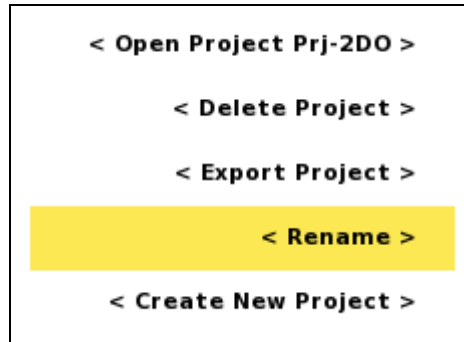 < Open Project Prj-2DO >
< Delete Project >
< Export Project >
< Rename >
< Create New Project >